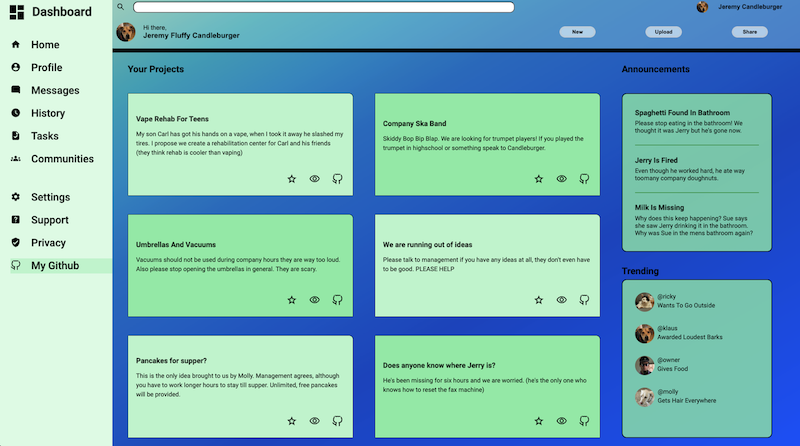 Dashboard
Home
Profile
Messages
History
Tasks
Communities
Settings
Support
Privacy
My Github
Jeremy Candleburger
Hi there,
Jeremy Fluffy Candleburger
New
Upload
Share
Your Projects
Vape Rehab For Teens
My son Carl has got his hands on a vape, when I took it away he slashed my
tires. I propose we create a rehabilitation center for Carl and his friends
(they think rehab is cooler than vaping)
Company Ska Band
Skiddy Bop Bip Blap. We are looking for trumpet players! If you played the
trumpet in highschool or something speak to Candleburger.
Umbrellas And Vacuums
Vacuums should not be used during company hours they are way too loud.
Also please stop opening the umbrellas in general. They are scary.
We are running out of ideas
Please talk to management if you have any ideas at all, they don't even have
to be good. PLEASE HELP
Pancakes for supper?
This is the only idea brought to us by Molly. Management agrees, although
you have to work longer hours to stay till supper. Unlimited, free pancakes
will be provided.
Does anyone know where Jerry is?
He's been missing for six hours and we are worried. (he's the only one who
knows how to reset the fax machine)
Announcements
Spaghetti Found In Bathroom
Please stop eating in the bathroom! We
thought it was Jerry but he's gone now.
Jerry Is Fired
Even though he worked hard, he ate way
toomany company doughnuts.
Milk Is Missing
Why does this keep happening? Sue says
she saw Jerry drinking it in the bathroom.
Why was Sue in the mens bathroom again?
Trending
@ricky
Wants To Go Outside
@klaus
Awarded Loudest Barks
@owner
Gives Food
@molly
Gets Hair Everywhere